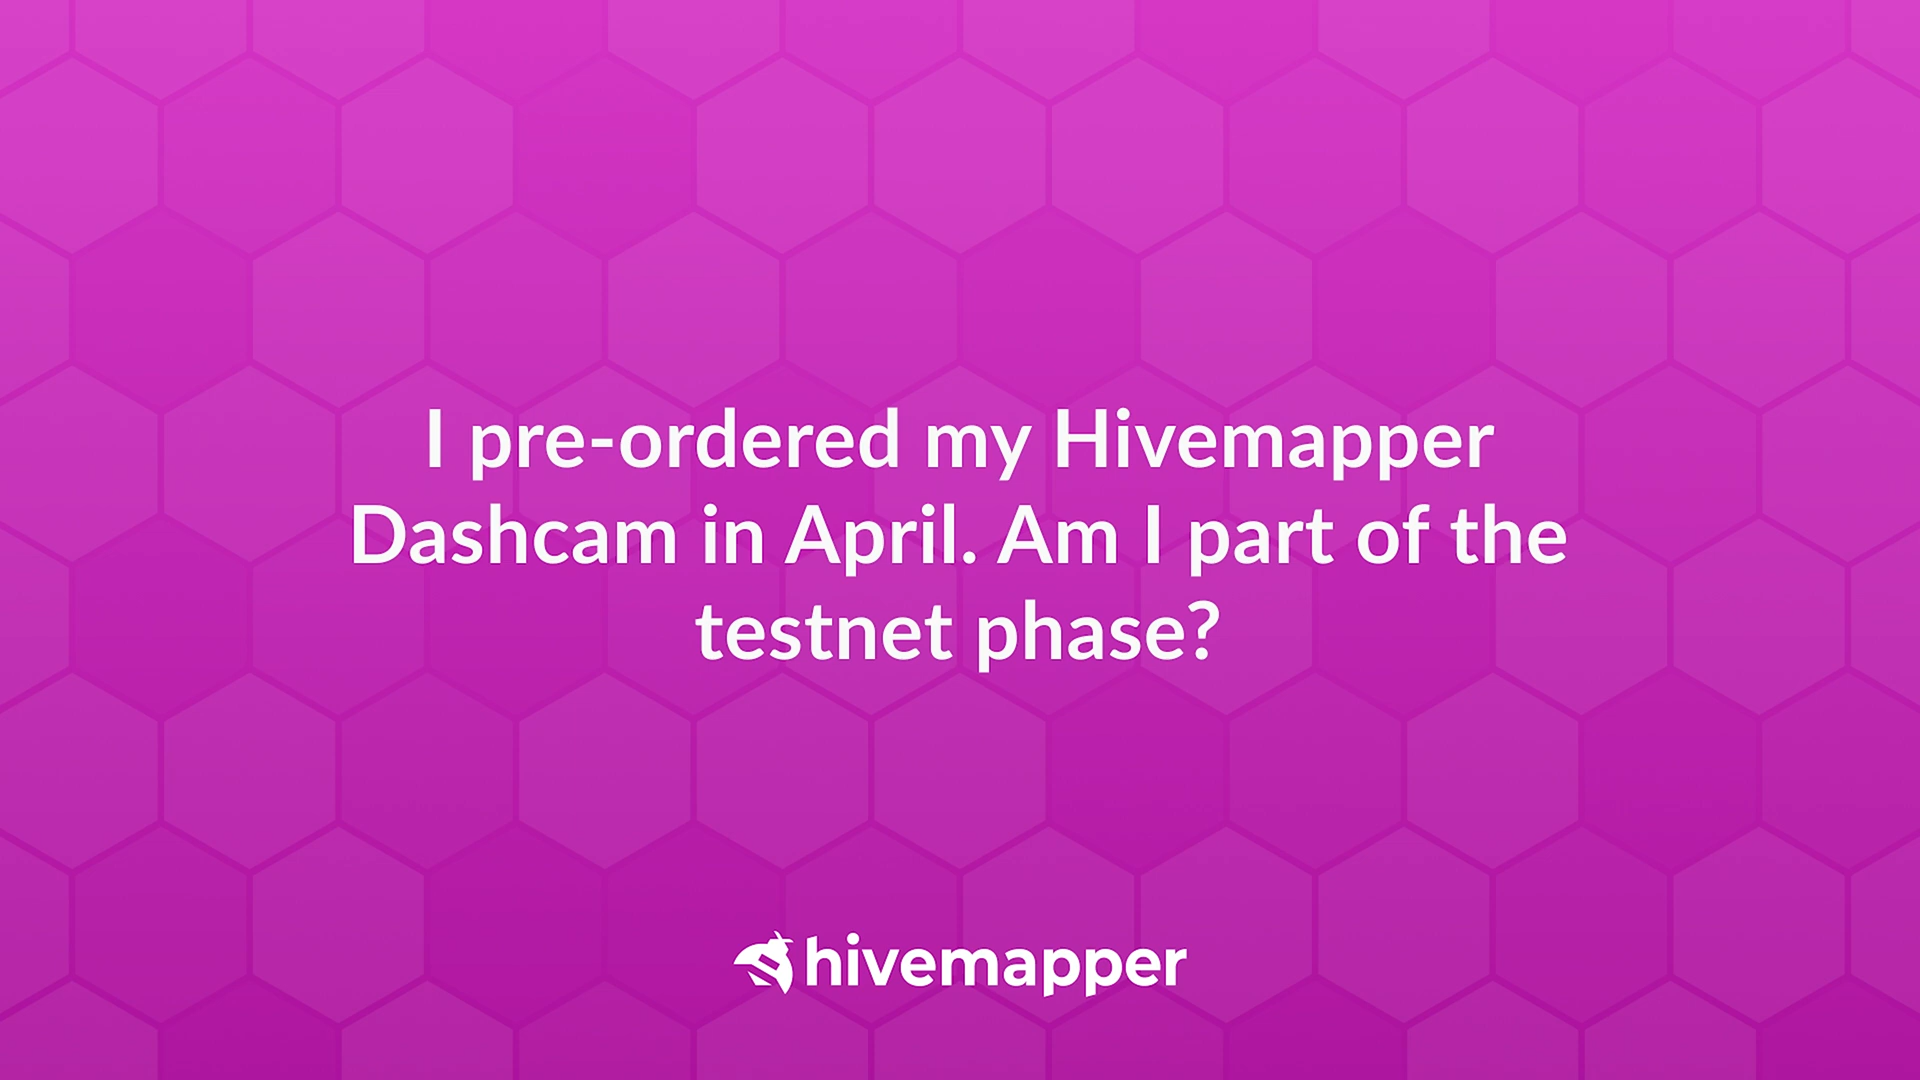 I pre-ordered my Hivemapper
Dashcam in April. Am I part of the
testnet phase?
hivemapper